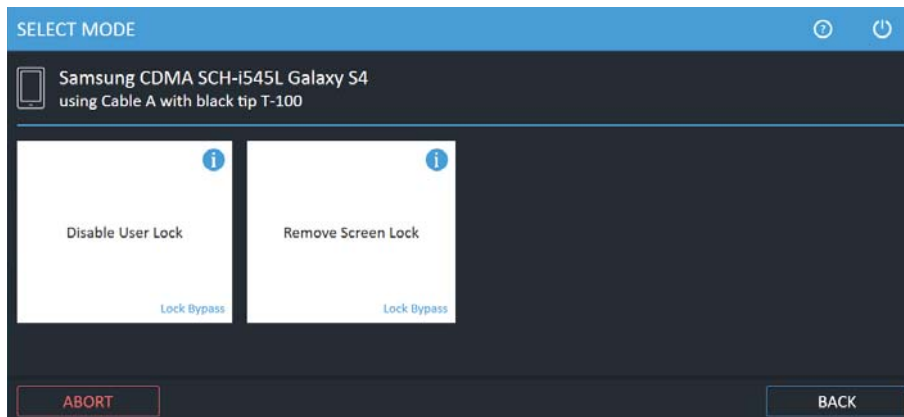 SELECT MODE
Samsung CDMA SCH-i545L Galaxy S4
using Cable A with black tip T-100
Disable User Lock
Lock Bypass
Remove Screen Lock
Lock Bypass
ABORT
BACK